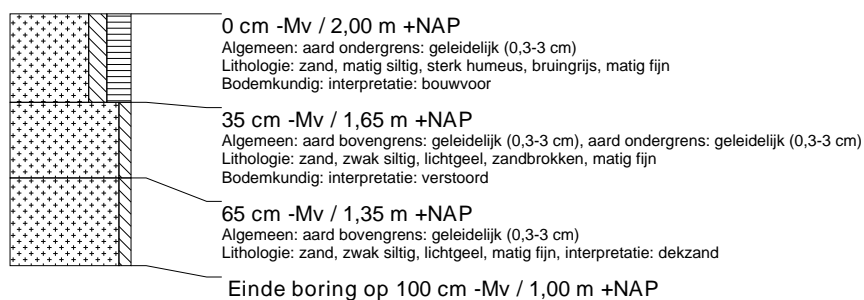 0 cm -Mv / 2,00 m +NAP
Algemeen: aard ondergrens: geleidelijk (0,3-3 cm)
Lithologie: zand, matig siltig, sterk humeus, bruingrijs, matig fijn
Bodemkundig: interpretatie: bouwvoor
35 cm -Mv / 1,65 m +NAP
Algemeen: aard bovengrens: geleidelijk (0,3-3 cm), aard ondergrens: geleidelijk (0,3-3 cm)
Lithologie: zand, zwak siltig, lichtgeel, zandbrokken, matig fijn
Bodemkundig: interpretatie: verstoord
65 cm -Mv / 1,35 m +NAP
Algemeen: aard bovengrens: geleidelijk (0,3-3 cm)
Lithologie: zand, zwak siltig, lichtgeel, matig fijn, interpretatie: dekzand
Einde boring op 100 cm -Mv / 1,00 m +NAP